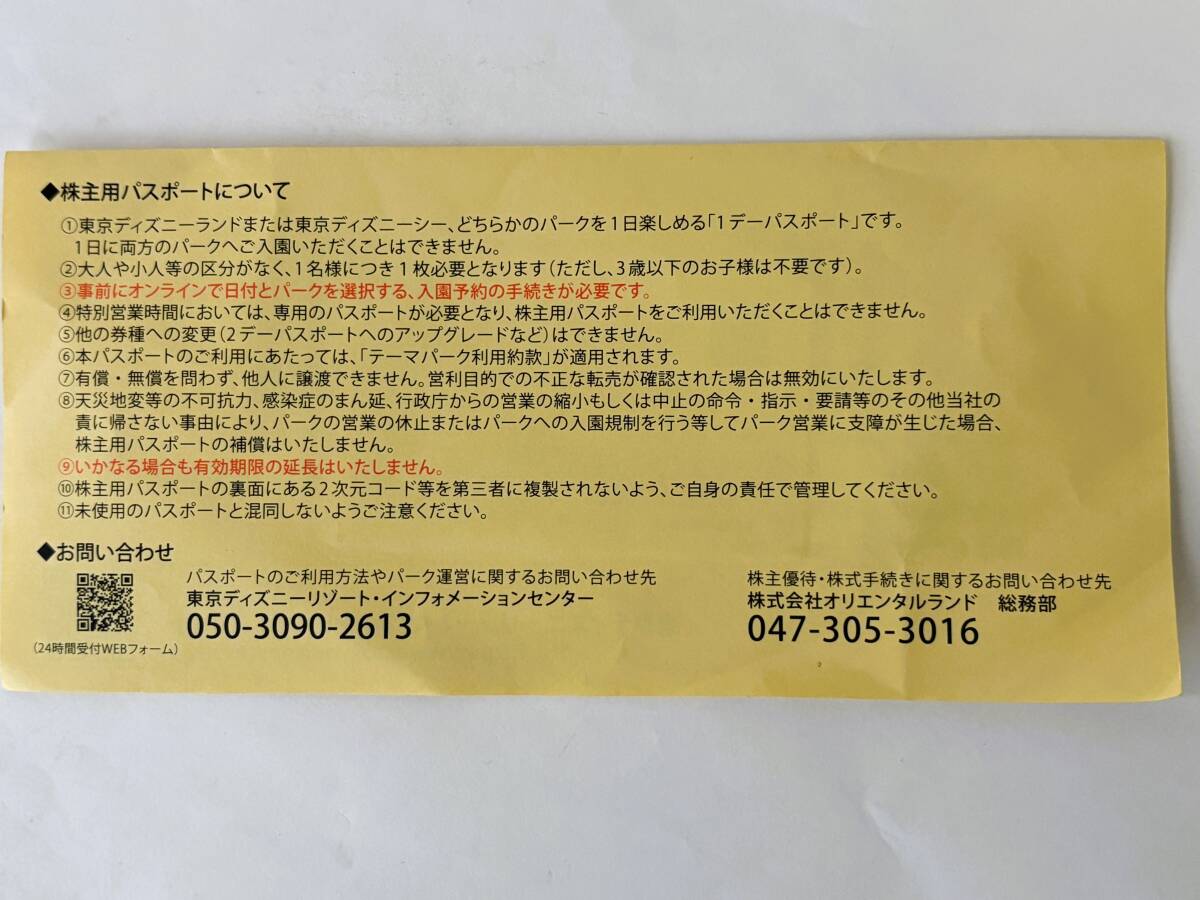 ◆株主用パスポートについて
①東京ディズニーランドまたは東京ディズニーシー、どちらかのパークを1日楽しめる「1デーパスポート」です。
1日に両方のパークへご入園いただくことはできません。
②大人や小人等の区分がなく、1名様につき1枚必要となります(ただし、3歳以下のお子様は不要です)。
③事前にオンラインで日付とパークを選択する、入園予約の手続きが必要です。
④特別営業時間においては、専用のパスポートが必要となり、株主用パスポートをご利用いただくことはできません。
⑤他の券種への変更(2デーパスポートへのアップグレードなど)はできません。
⑥本パスポートのご利用にあたっては、「テーマパーク利用約款」が適用されます。
⑦有償・無償を問わず、他人に譲渡できません。営利目的での不正な転売が確認された場合は無効にいたします。
⑧天災地変等の不可抗力、感染症のまん延、行政庁からの営業の縮小もしくは中止の命令・指示・要請等のその他当社の
責に帰さない事由により、パークの営業の休止またはパークへの入園規制を行う等してパーク営業に支障が生じた場合、
株主用パスポートの補償はいたしません。
⑨いかなる場合も有効期限の延長はいたしません。
⑩株主用パスポートの裏面にある2次元コード等を第三者に複製されないよう、ご自身の責任で管理してください。
⑪未使用のパスポートと混同しないようご注意ください。
◆お問い合わせ
パスポートのご利用方法やパーク運営に関するお問い合わせ先
東京ディズニーリゾート・インフォメーションセンター
050-3090-2613
(24時間受付WEBフォーム)
株主優待・株式手続きに関するお問い合わせ先
株式会社オリエンタルランド 総務部
047-305-3016